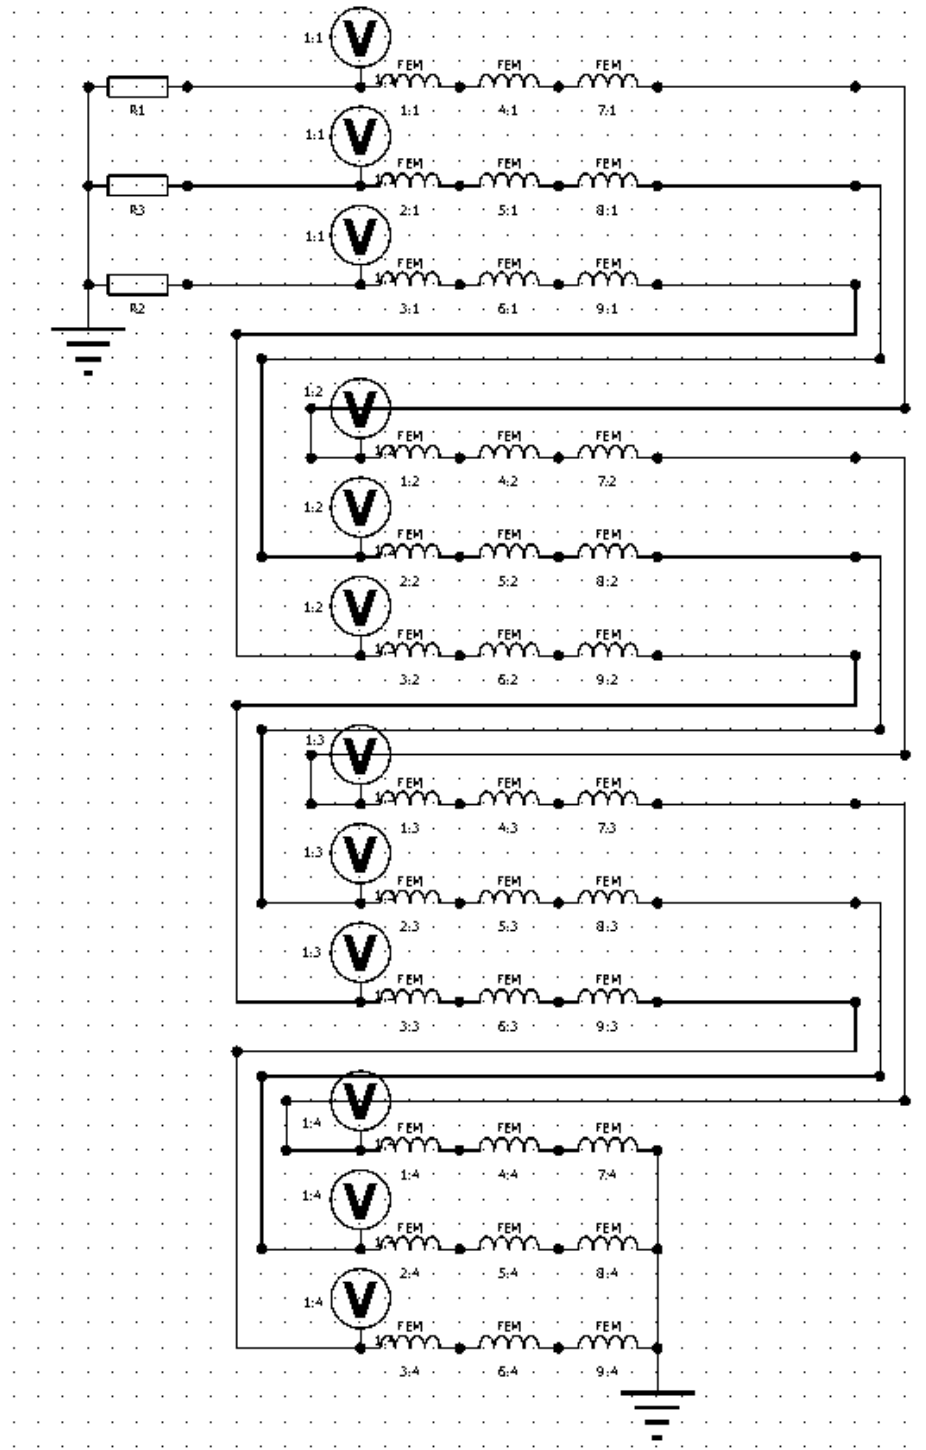 1:1 V
FEM FEM FEM
R1 1:1 4:1 7:1
1:1 V
FEM FEM FEM
R3 2:1 5:1 8:1
1:1 V
FEM FEM FEM
R2 3:1 6:1 9:1
1:2 V
FEM FEM FEM
1:2 4:2 7:2
1:2 V
FEM FEM FEM
2:2 5:2 8:2
1:2 V
FEM FEM FEM
3:2 6:2 9:2
1:3 V
FEM FEM FEM
1:3 4:3 7:3
1:3 V
FEM FEM FEM
2:3 5:3 8:3
1:3 V
FEM FEM FEM
3:3 6:3 9:3
1:4 V
FEM FEM FEM
1:4 4:4 7:4
1:4 V
FEM FEM FEM
2:4 5:4 8:4
1:4 V
FEM FEM FEM
3:4 6:4 9:4